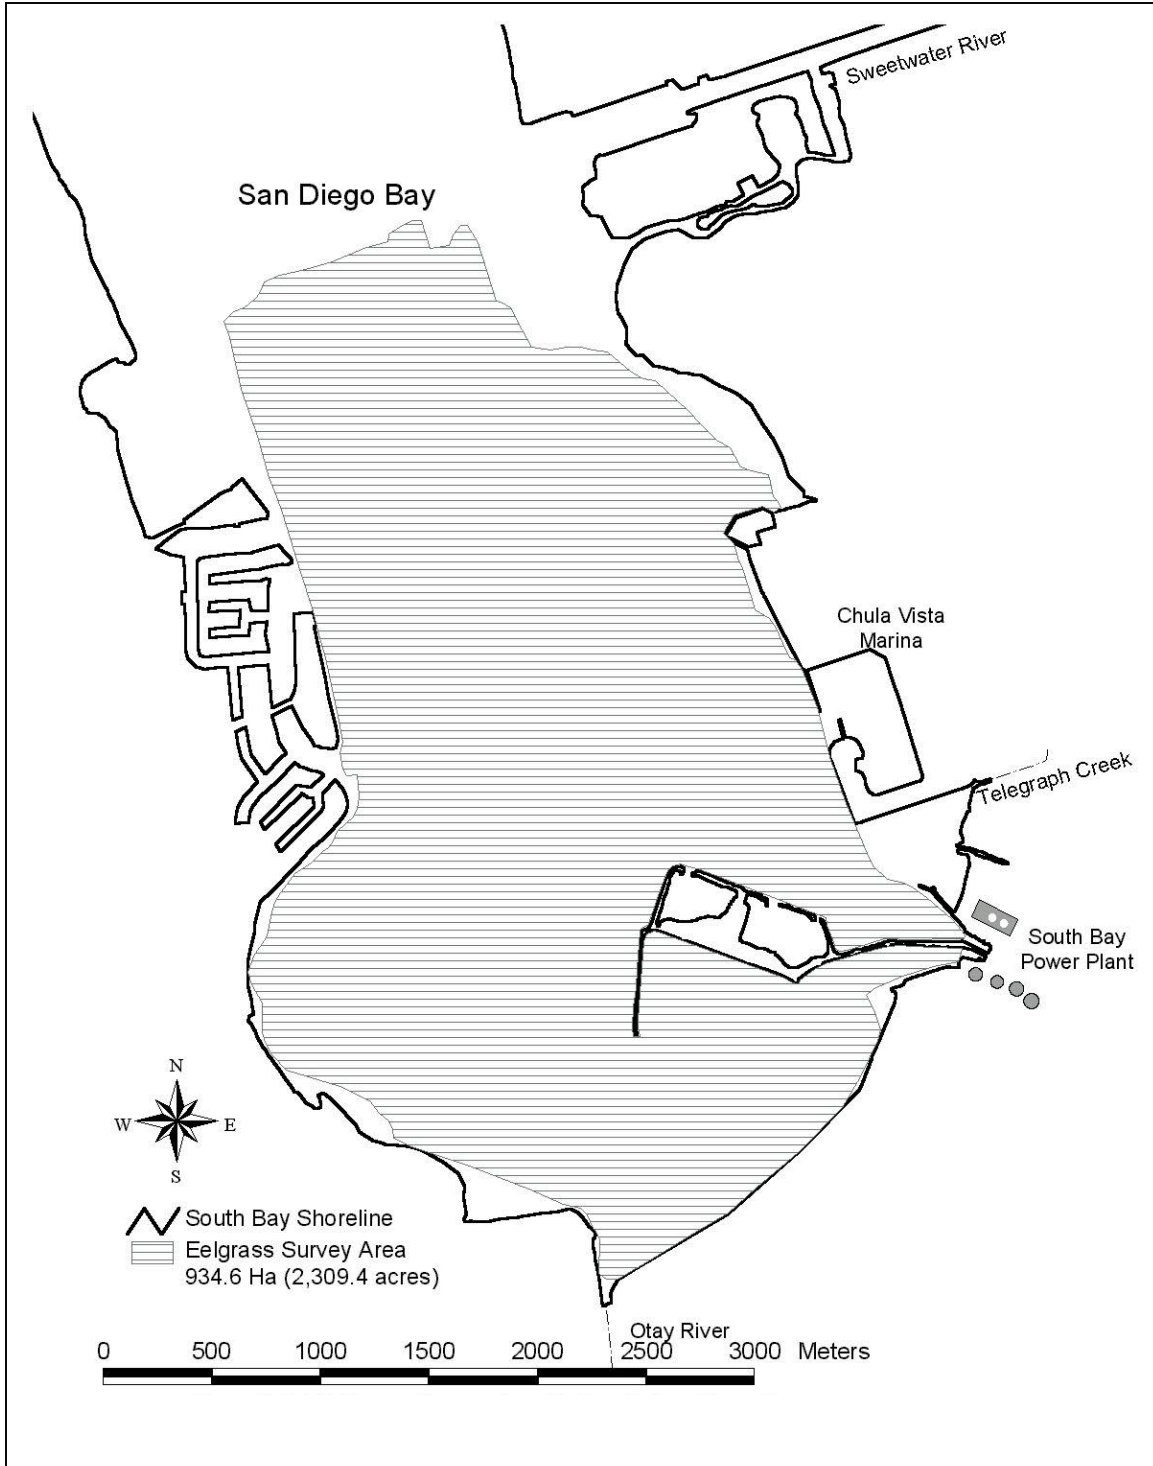 Sweetwater River
San Diego Bay
Chula Vista
Marina
Telegraph Creek
South Bay
Power Plant
N
W
E
S
South Bay Shoreline
Eelgrass Survey Area
934.6 Ha (2,309.4 acres)
Otay River
0 500 1000 1500 2000 2500 3000 Meters